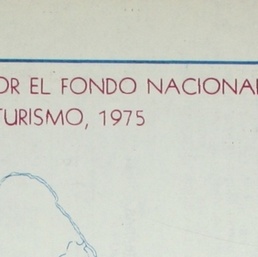 OR EL FONDO NACIONAL
TURISMO, 1975